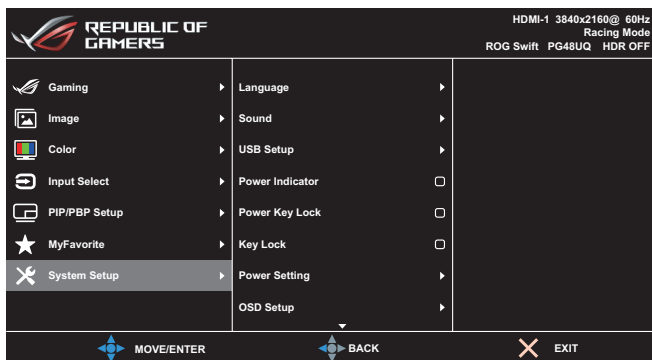 REPUBLIC OF
GAMERS
HDMI-1 3840x2160@ 60Hz
Racing Mode
ROG Swift PG48UQ HDR OFF
Gaming
Image
Color
Input Select
PIP/PBP Setup
MyFavorite
System Setup
Language
Sound
USB Setup
Power Indicator
Power Key Lock
Key Lock
Power Setting
OSD Setup
MOVE/ENTER
BACK
EXIT